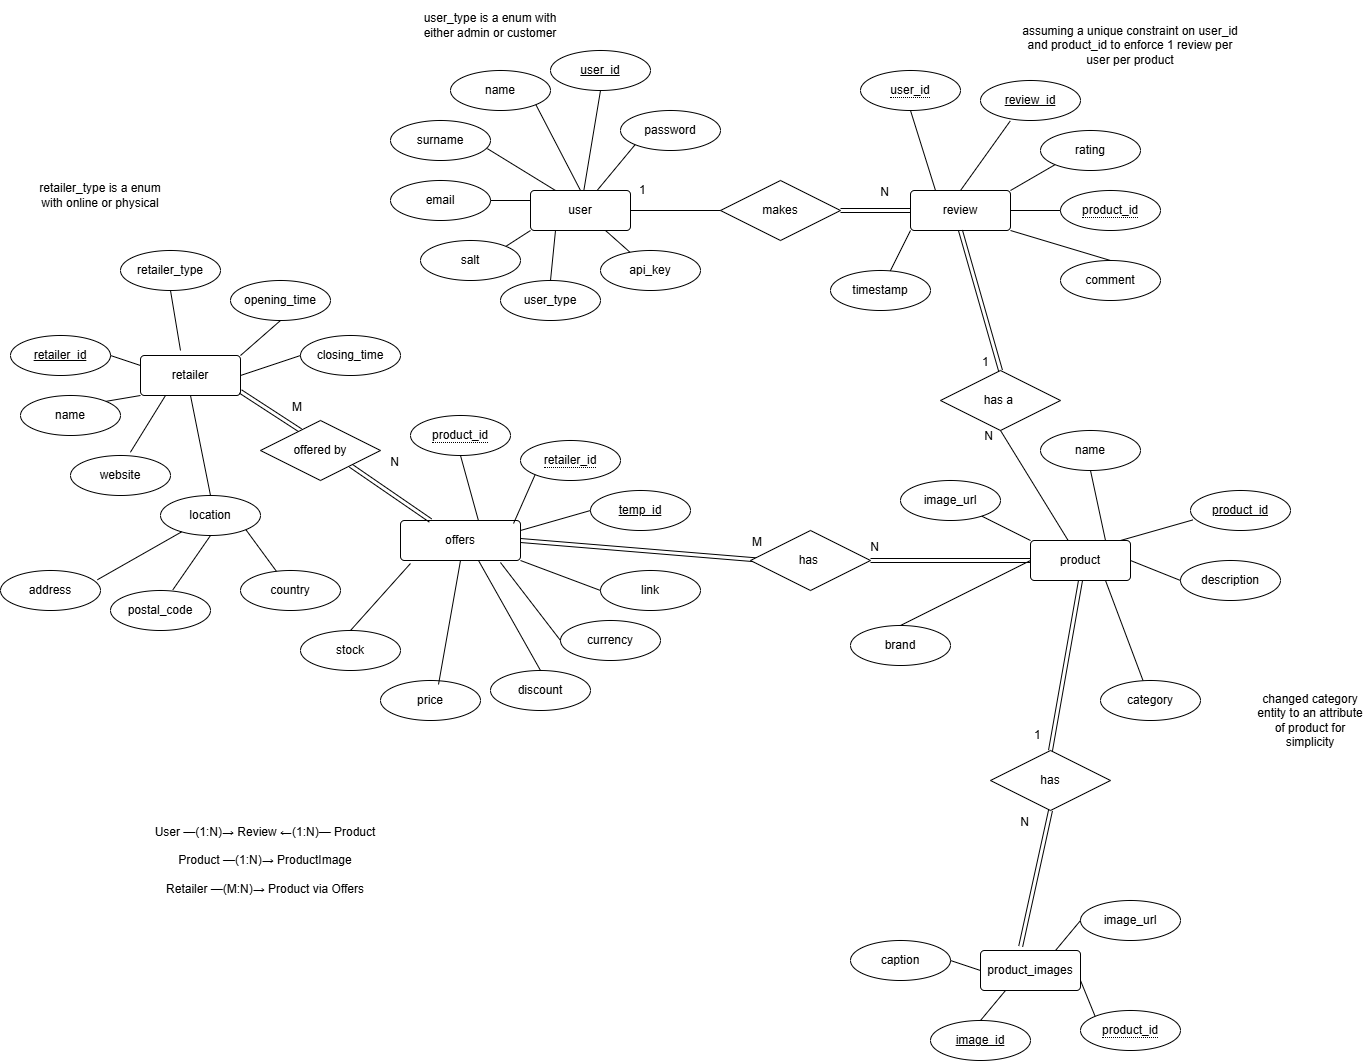 user_type is a enum with
either admin or customer
assuming a unique constraint on user_id
and product_id to enforce 1 review per
user per product
user_id
name
password
surname
email
user
1
salt
api_key
user_type
makes
N
user_id
review_id
rating
review
product_id
comment
timestamp
retailer_type is a enum
with online or physical
retailer_type
opening_time
retailer_id
closing_time
retailer
name
website
location
address
postal_code
country
M
offered by
N
product_id
retailer_id
temp_id
offers
link
currency
stock
price
discount
M
has
N
1
has a
N
name
image_url
product_id
product
description
brand
category
changed category
entity to an attribute
of product for
simplicity
1
has
N
image_url
caption
product_images
image_id
product_id
User —(1:N)→ Review ←(1:N)— Product
Product —(1:N)→ ProductImage
Retailer —(M:N)→ Product via Offers